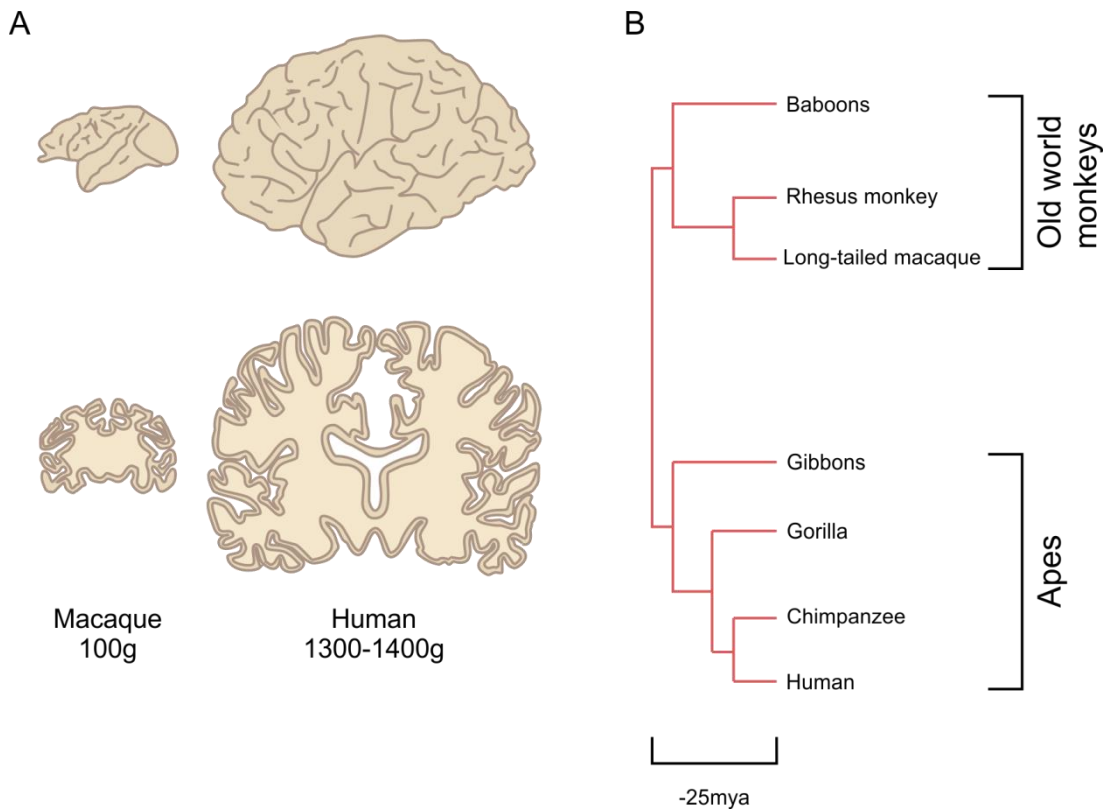 A
Macaque
100g
Human
1300-1400g
B
Baboons
Rhesus monkey
Long-tailed macaque
Old world
monkeys
Gibbons
Gorilla
Chimpanzee
Human
Apes
-25mya